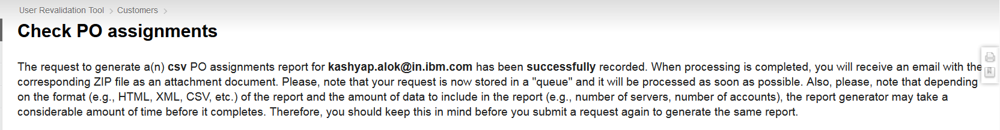 User Revalidation Tool > Customers >
Check PO assignments
The request to generate a(n) csv PO assignments report for kashyap.alok@in.ibm.com has been successfully recorded. When processing is completed, you will receive an email with the
corresponding ZIP file as an attachment document. Please, note that your request is now stored in a "queue" and it will be processed as soon as possible. Also, please, note that depending
on the format (e.g., HTML, XML, CSV, etc.) of the report and the amount of data to include in the report (e.g., number of servers, number of accounts), the report generator may take a
considerable amount of time before it completes. Therefore, you should keep this in mind before you submit a request again to generate the same report.